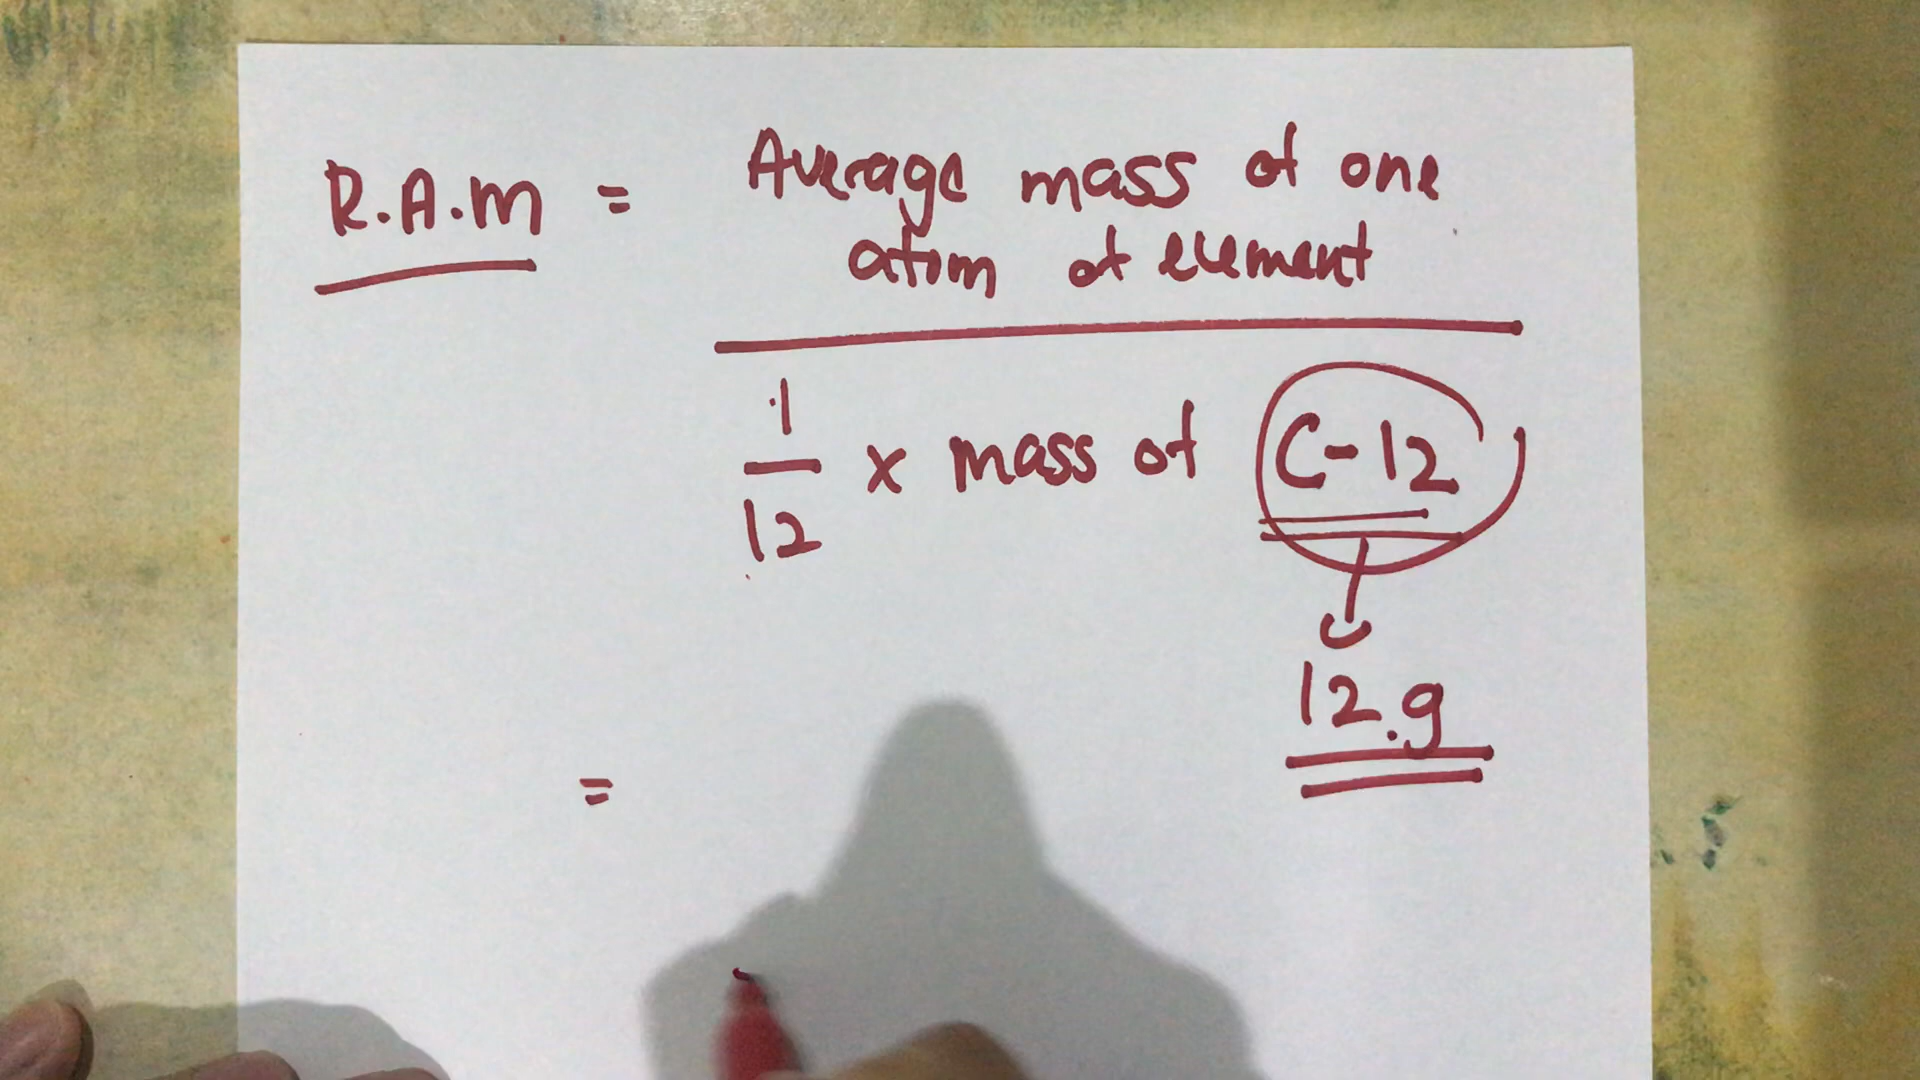 R.A.M = Average mass of one
atom of element
1
12 x mass of C-12
12.g
=